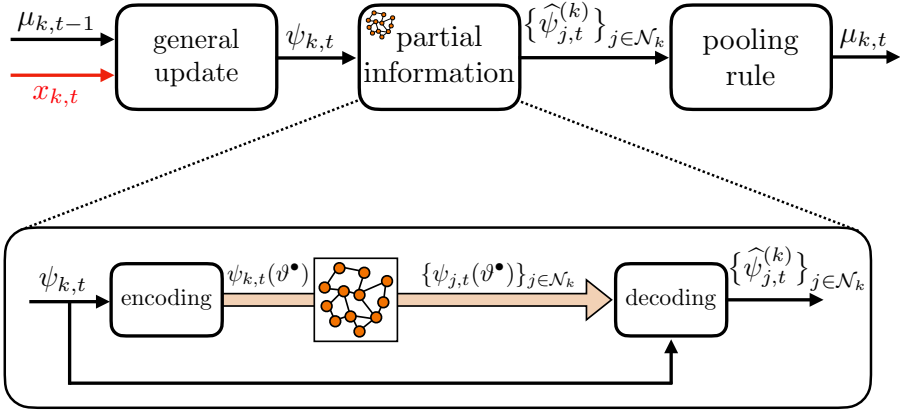 μ_{k,t−1}
x_{k,t}
general
update
ψ_{k,t}
partial
information
{ψ̂_{j,t}^{(k)}}_{j∈𝒩_k}
pooling
rule
μ_{k,t}
ψ_{k,t}
encoding
ψ_{k,t}(ϑ^•)
{ψ_{j,t}(ϑ^•)}_{j∈𝒩_k}
decoding
{ψ̂_{j,t}^{(k)}}_{j∈𝒩_k}